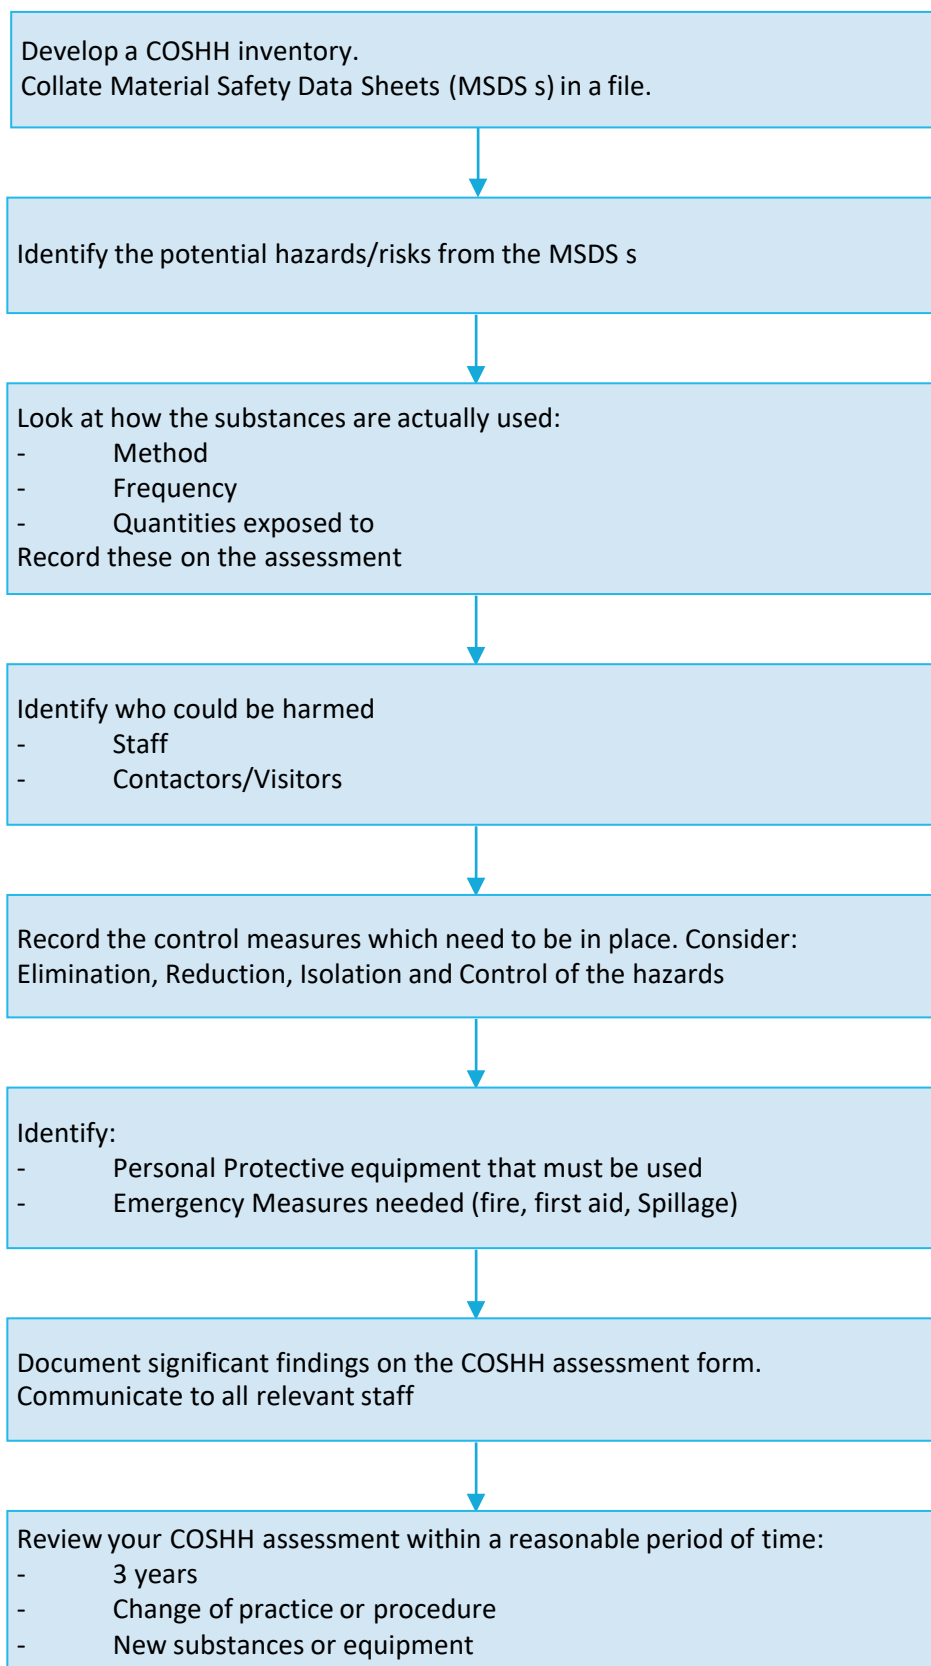 Develop a COSHH inventory.
Collate Material Safety Data Sheets (MSDS s) in a file.
Identify the potential hazards/risks from the MSDS s
Look at how the substances are actually used:
- Method
- Frequency
- Quantities exposed to
Record these on the assessment
Identify who could be harmed
- Staff
- Contactors/Visitors
Record the control measures which need to be in place. Consider:
Elimination, Reduction, Isolation and Control of the hazards
Identify:
- Personal Protective equipment that must be used
- Emergency Measures needed (fire, first aid, Spillage)
Document significant findings on the COSHH assessment form.
Communicate to all relevant staff
Review your COSHH assessment within a reasonable period of time:
- 3 years
- Change of practice or procedure
- New substances or equipment